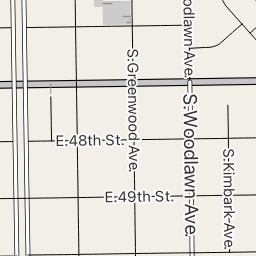 Woodlawn Ave.
S. Greenwood Ave.
S. Woodlawn Ave.
E. 48th St.
S. Kimbark Ave.
E. 49th St.